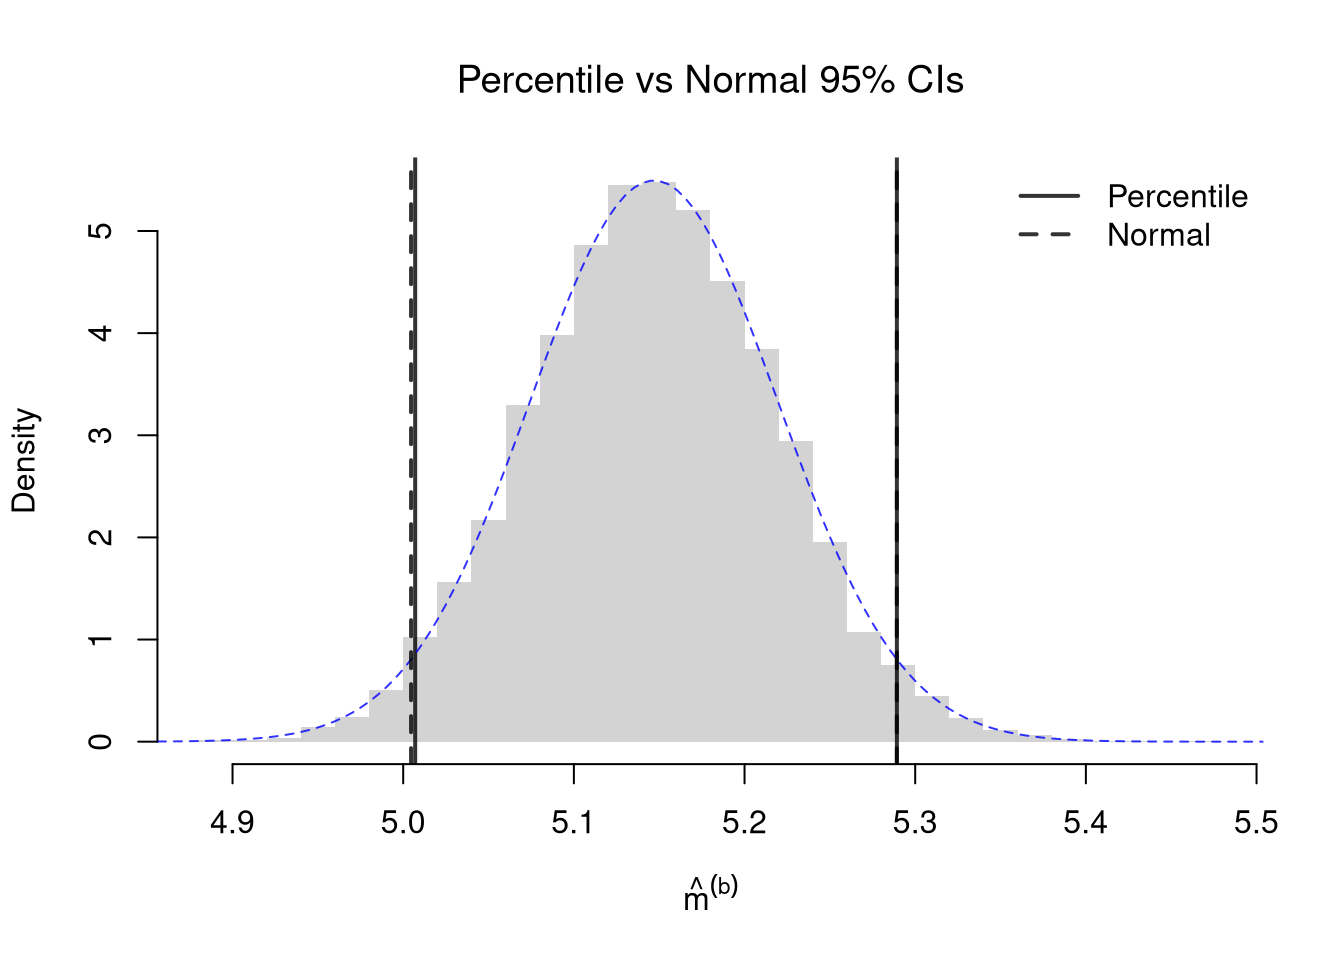 Percentile vs Normal 95% CIs
Percentile
Normal
Density
5
4
3
2
1
0
4.9 5.0 5.1 5.2 5.3 5.4 5.5
m̂⁽ᵇ⁾